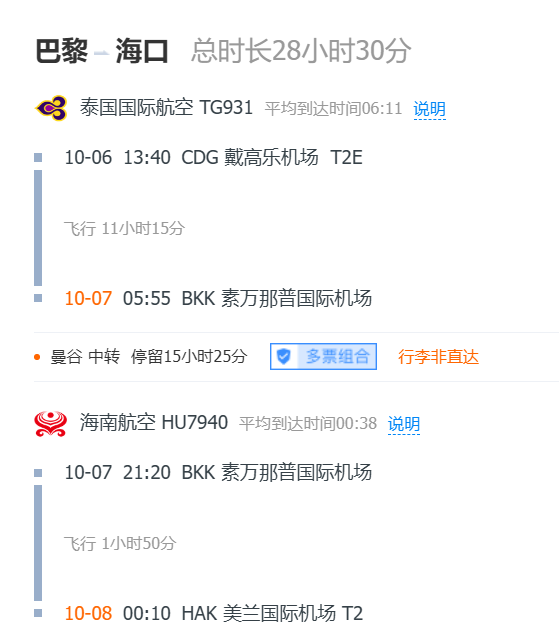 巴黎 – 海口 总时长28小时30分
泰国国际航空 TG931 平均到达时间06:11 说明
10-06 13:40 CDG 戴高乐机场 T2E
飞行 11小时15分
10-07 05:55 BKK 素万那普国际机场
曼谷 中转 停留15小时25分 多票组合 行李非直达
海南航空 HU7940 平均到达时间00:38 说明
10-07 21:20 BKK 素万那普国际机场
飞行 1小时50分
10-08 00:10 HAK 美兰国际机场 T2